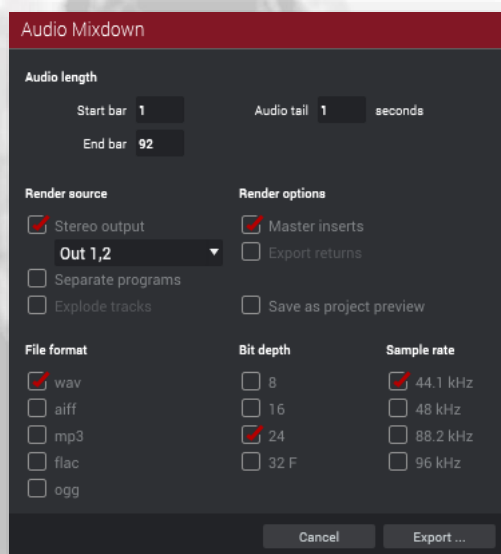 Audio Mixdown
Audio length
Start bar 1 Audio tail 1 seconds
End bar 92
Render source Render options
Stereo output Master inserts
Out 1,2 Export returns
Separate programs
Explode tracks Save as project preview
File format Bit depth Sample rate
wav 8 44.1 kHz
aiff 16 48 kHz
mp3 24 88.2 kHz
flac 32 F 96 kHz
ogg
Cancel Export ...